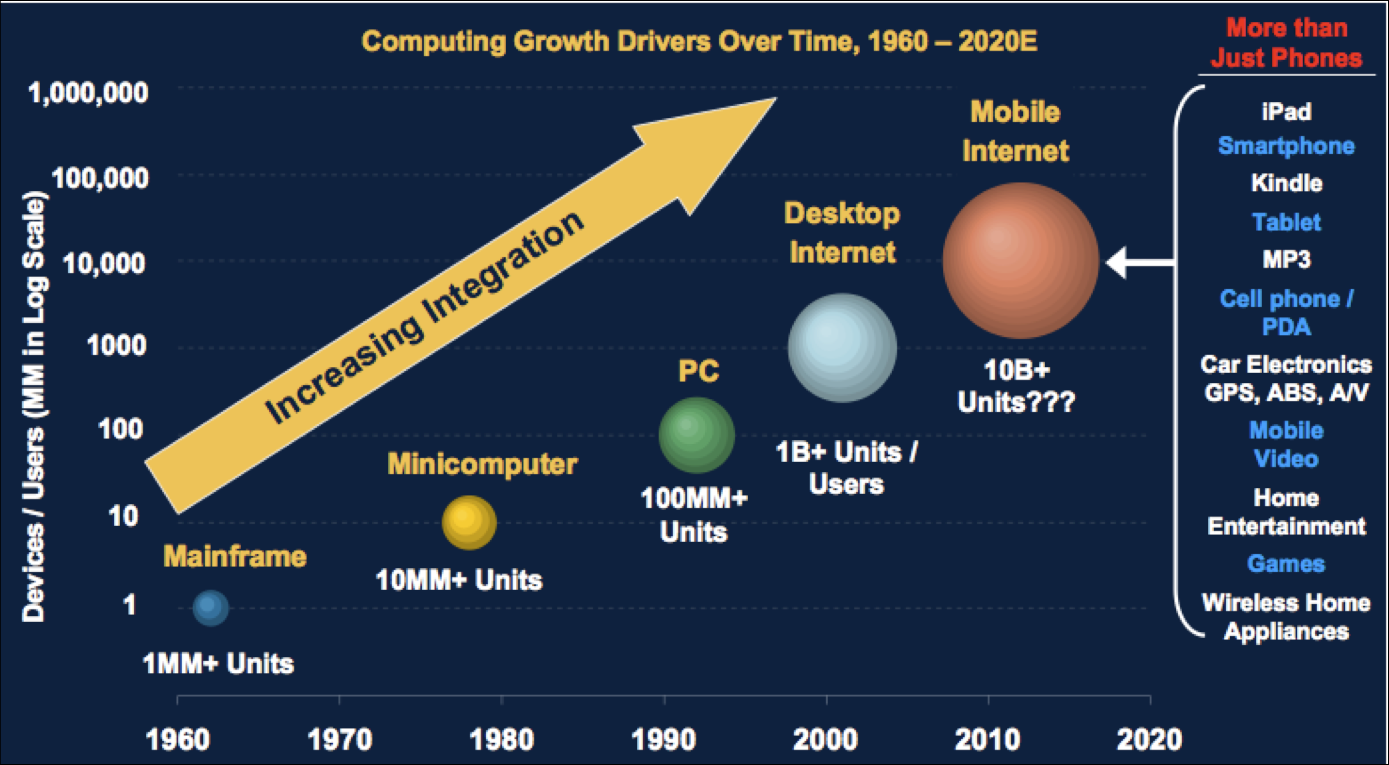 Computing Growth Drivers Over Time, 1960 – 2020E
More than
Just Phones
Devices / Users (MM in Log Scale)
1,000,000
100,000
10,000
1000
100
10
1
Increasing Integration
Mainframe
1MM+ Units
Minicomputer
10MM+ Units
PC
100MM+
Units
Desktop
Internet
1B+ Units /
Users
Mobile
Internet
10B+
Units???
iPad
Smartphone
Kindle
Tablet
MP3
Cell phone /
PDA
Car Electronics
GPS, ABS, A/V
Mobile
Video
Home
Entertainment
Games
Wireless Home
Appliances
1960
1970
1980
1990
2000
2010
2020